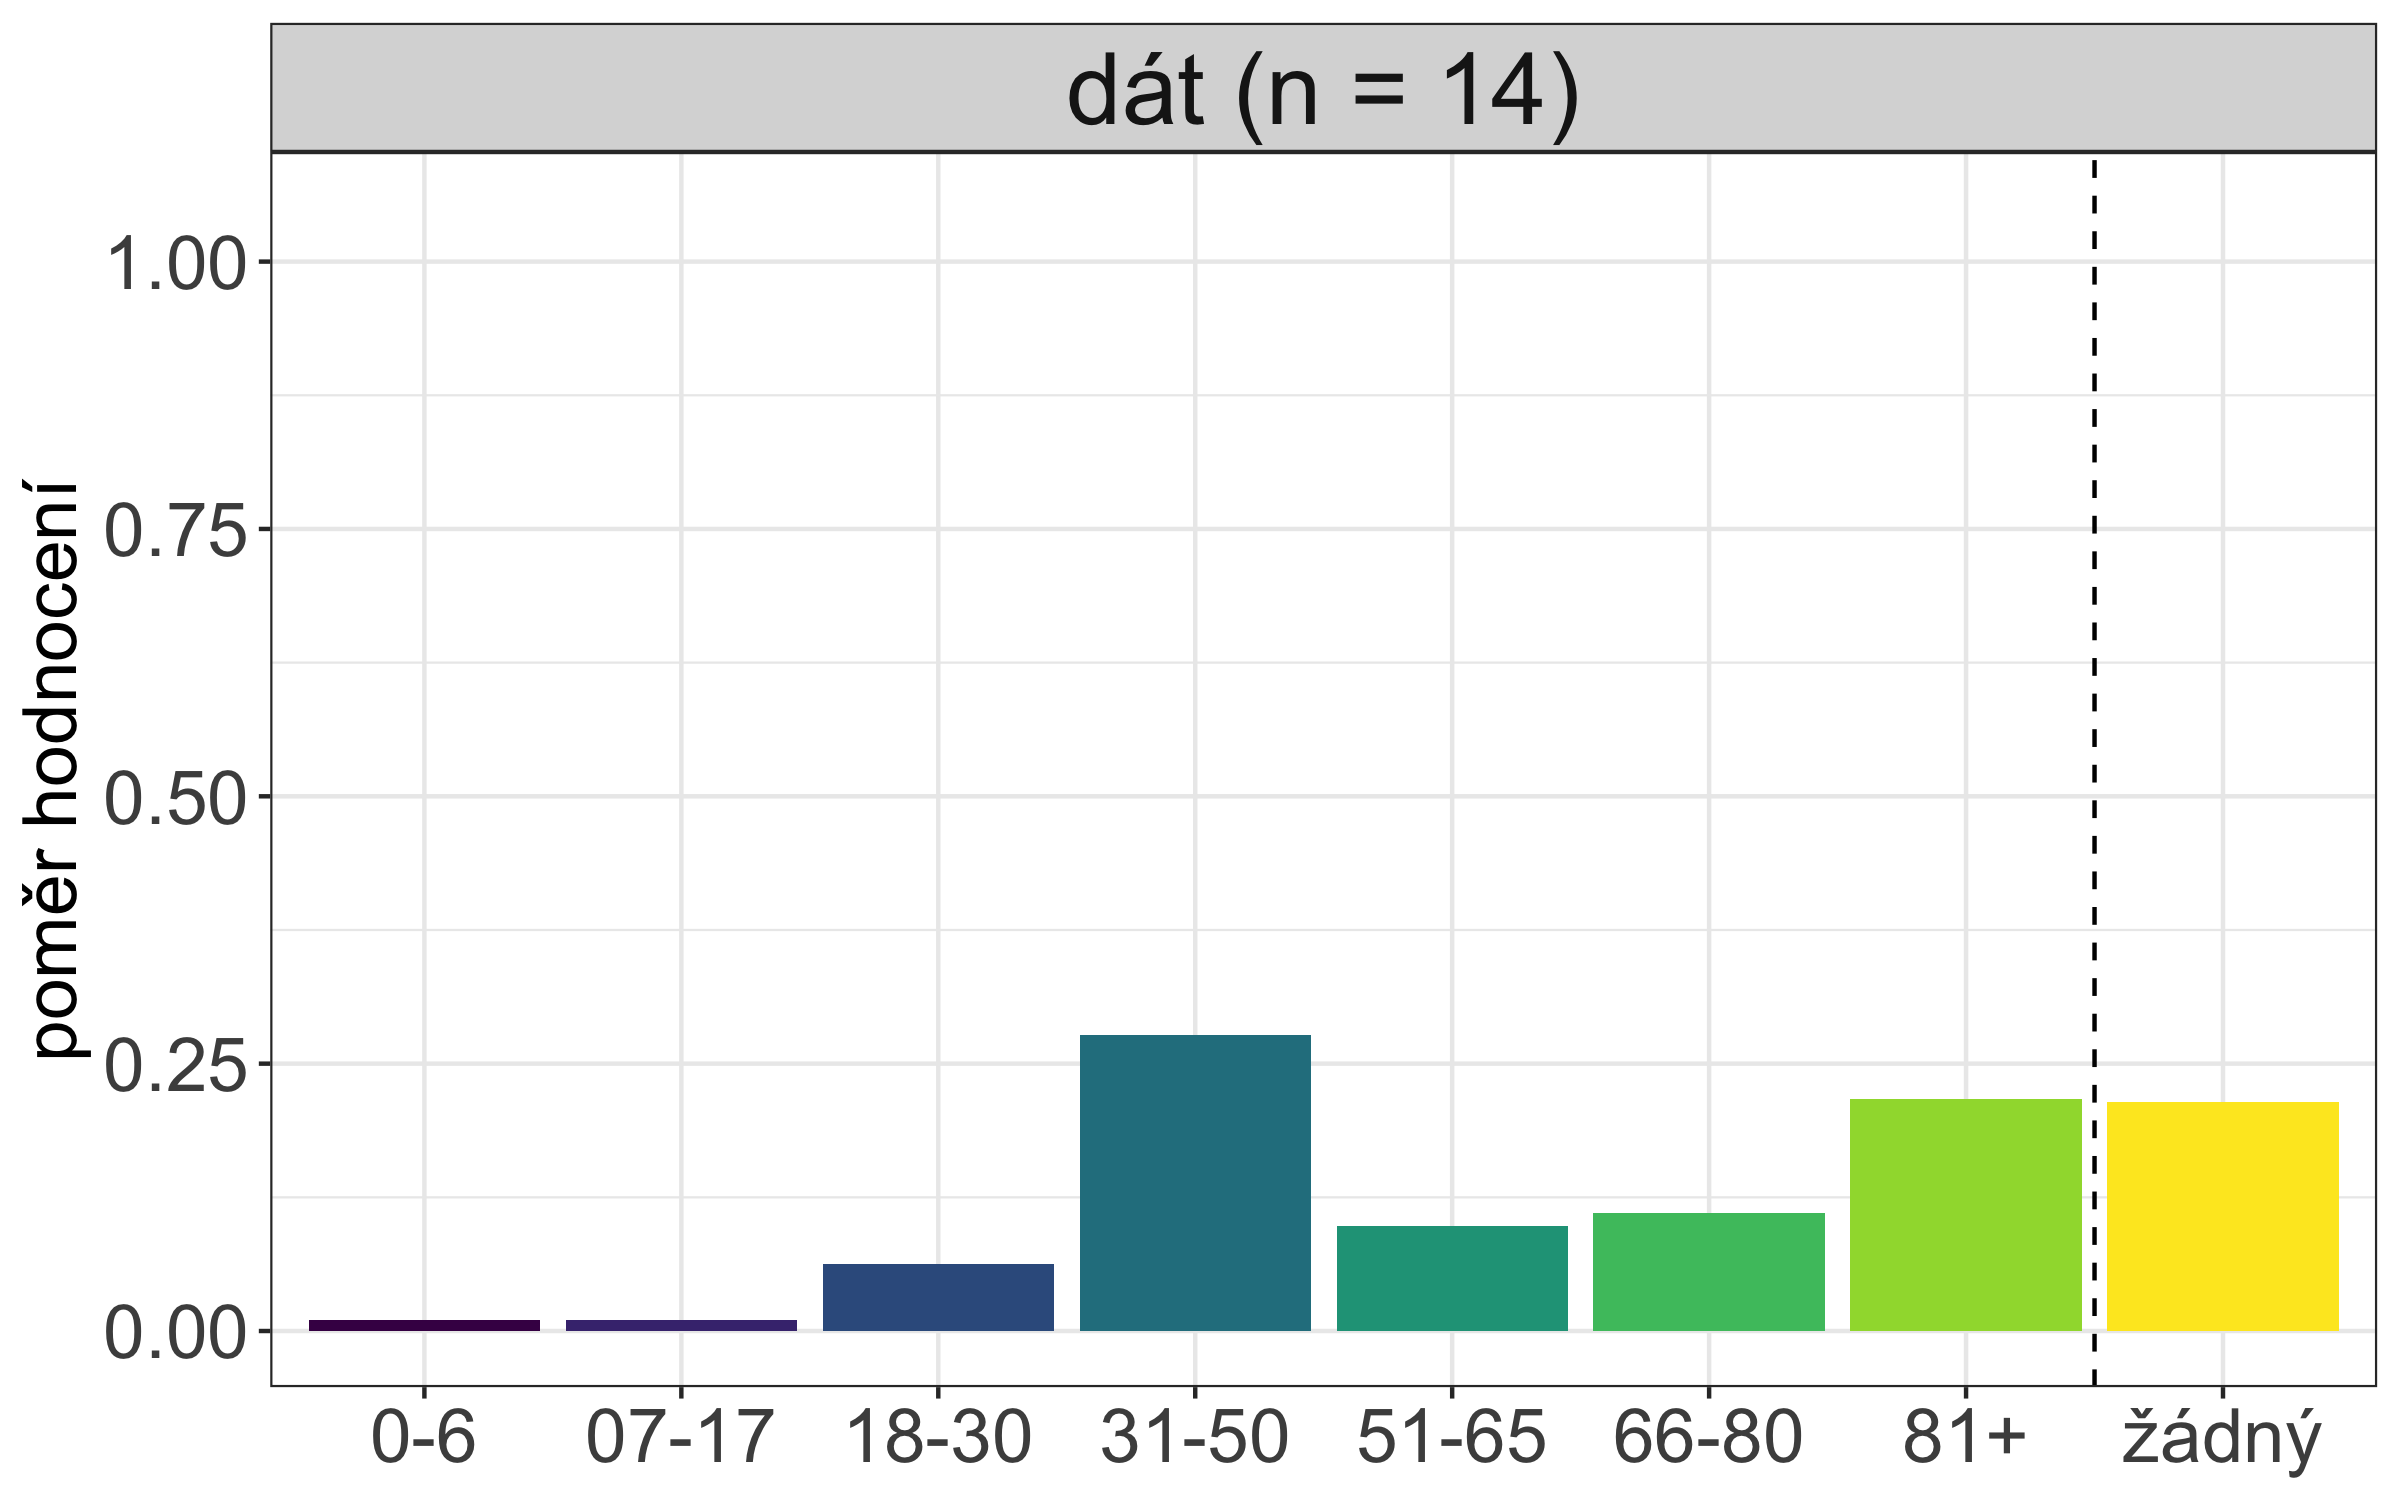 dát (n = 14)
poměr hodnocení
1.00
0.75
0.50
0.25
0.00
0-6 07-17 18-30 31-50 51-65 66-80 81+ žádný